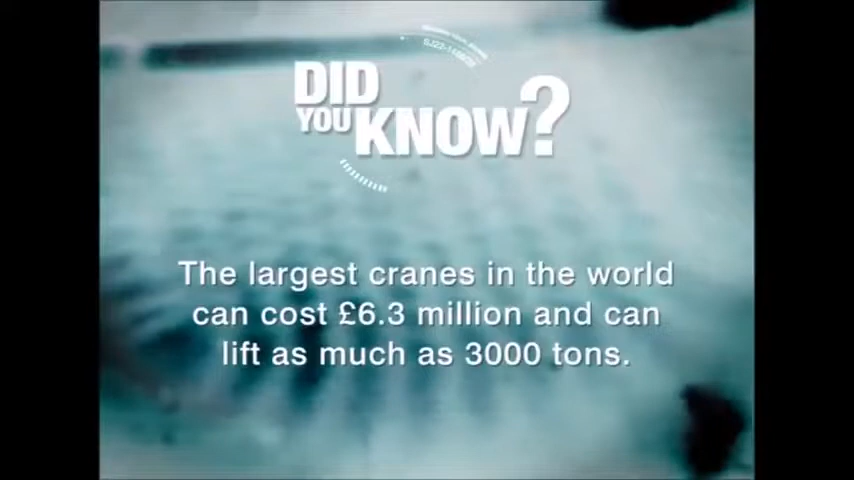 DID
YOU KNOW?
The largest cranes in the world
can cost £6.3 million and can
lift as much as 3000 tons.